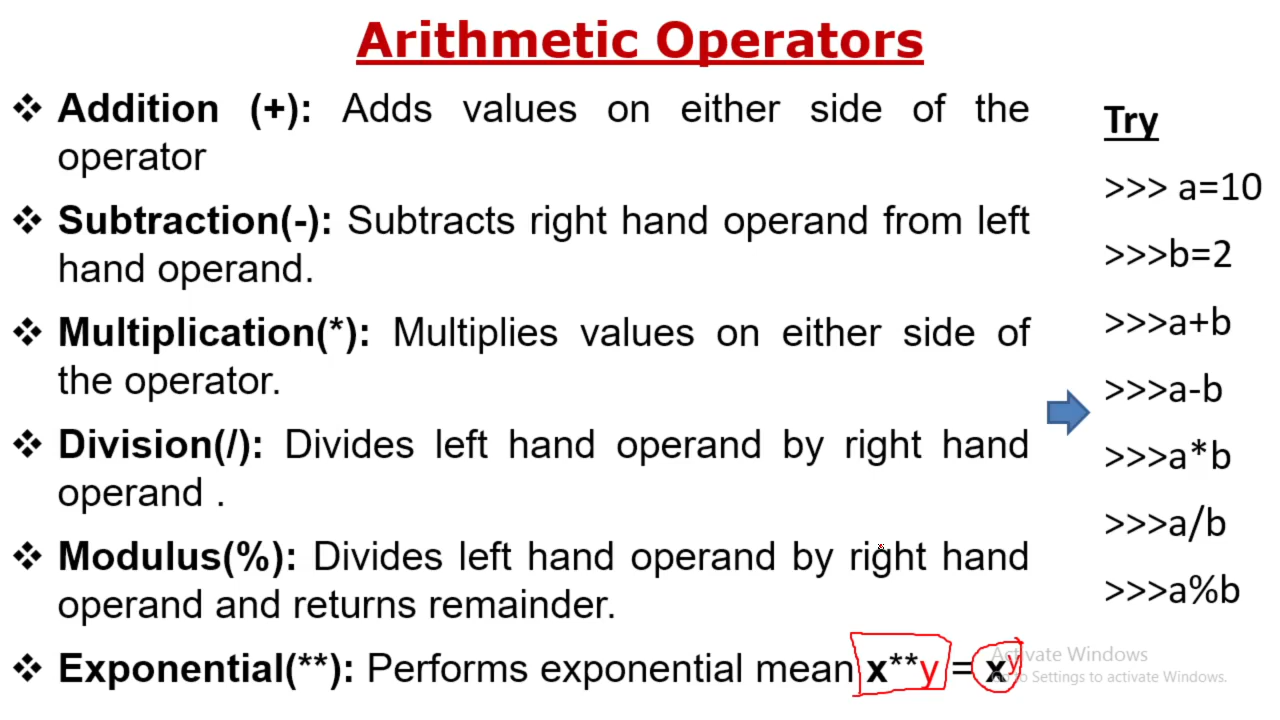 Arithmetic Operators
❖ Addition (+): Adds values on either side of the
operator
❖ Subtraction(-): Subtracts right hand operand from left
hand operand.
❖ Multiplication(*): Multiplies values on either side of
the operator.
❖ Division(/): Divides left hand operand by right hand
operand .
❖ Modulus(%): Divides left hand operand by right hand
operand and returns remainder.
❖ Exponential(**): Performs exponential mean x**y = xʸ
Try
>>> a=10
>>>b=2
>>>a+b
>>>a-b
>>>a*b
>>>a/b
>>>a%b
Activate Windows
Go to Settings to activate Windows.